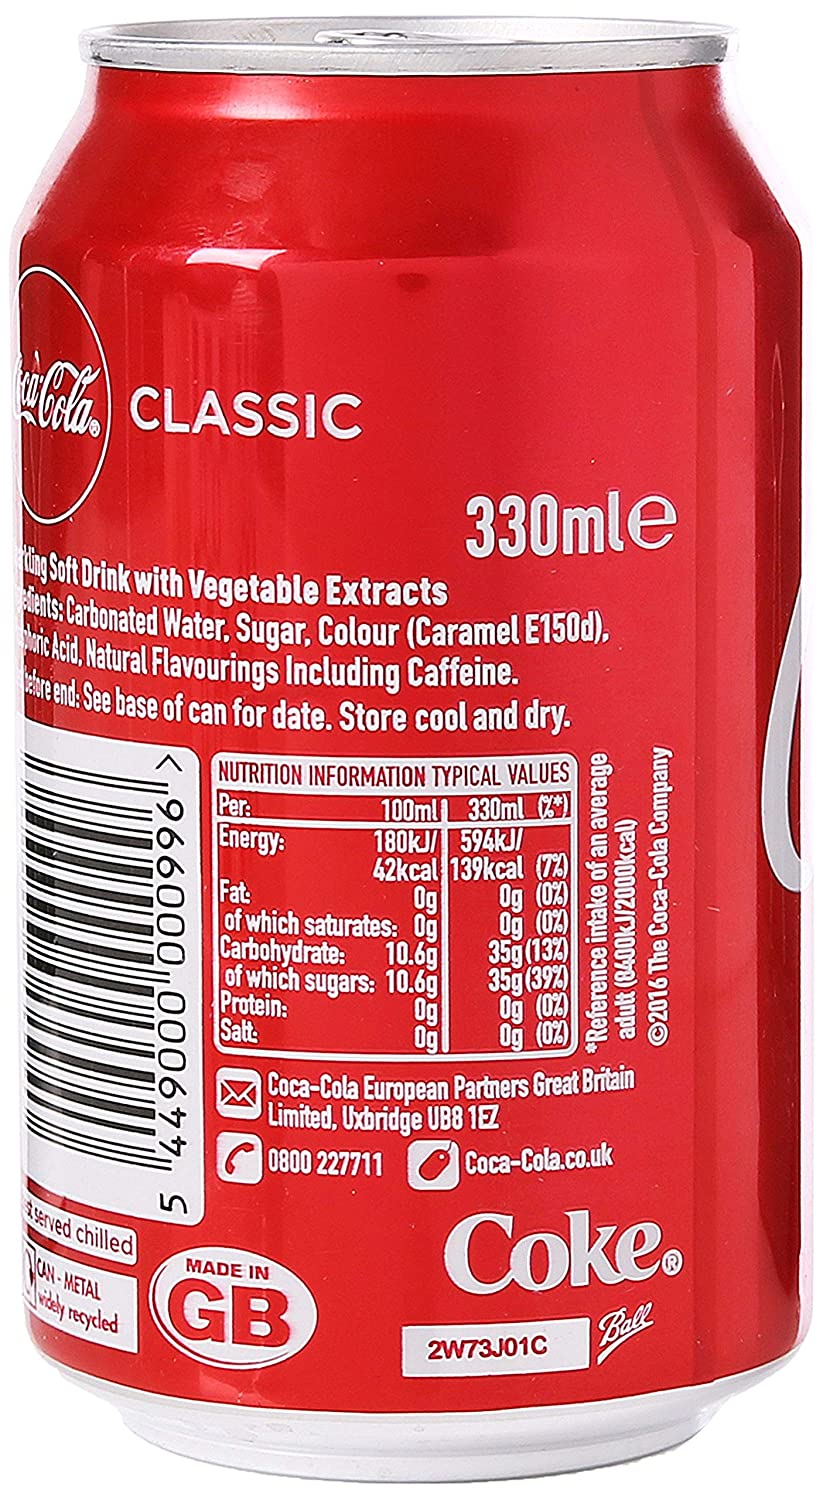 Coca-Cola®
CLASSIC
330ml e
Soft Drink with Vegetable Extracts
Carbonated Water, Sugar, Colour (Caramel E150d),
Acid, Natural Flavourings Including Caffeine.
before end: See base of can for date. Store cool and dry.
5 449000 000996 >
NUTRITION INFORMATION TYPICAL VALUES
Per: 100ml 330ml (%*)
Energy: 180kJ/ 594kJ/
42kcal 139kcal (7%)
Fat: 0g 0g (0%)
of which saturates: 0g 0g (0%)
Carbohydrate: 10.6g 35g (13%)
of which sugars: 10.6g 35g (39%)
Protein: 0g 0g (0%)
Salt: 0g 0g (0%)
*Reference intake of an average
adult (8400kJ/2000kcal)
©2016 The Coca-Cola Company
Coca-Cola European Partners Great Britain
Limited, Uxbridge UB8 1EZ
0800 227711
Coca-Cola.co.uk
served chilled
CAN - METAL
widely recycled
MADE IN
GB
Coke®
2W73J01C
Ball